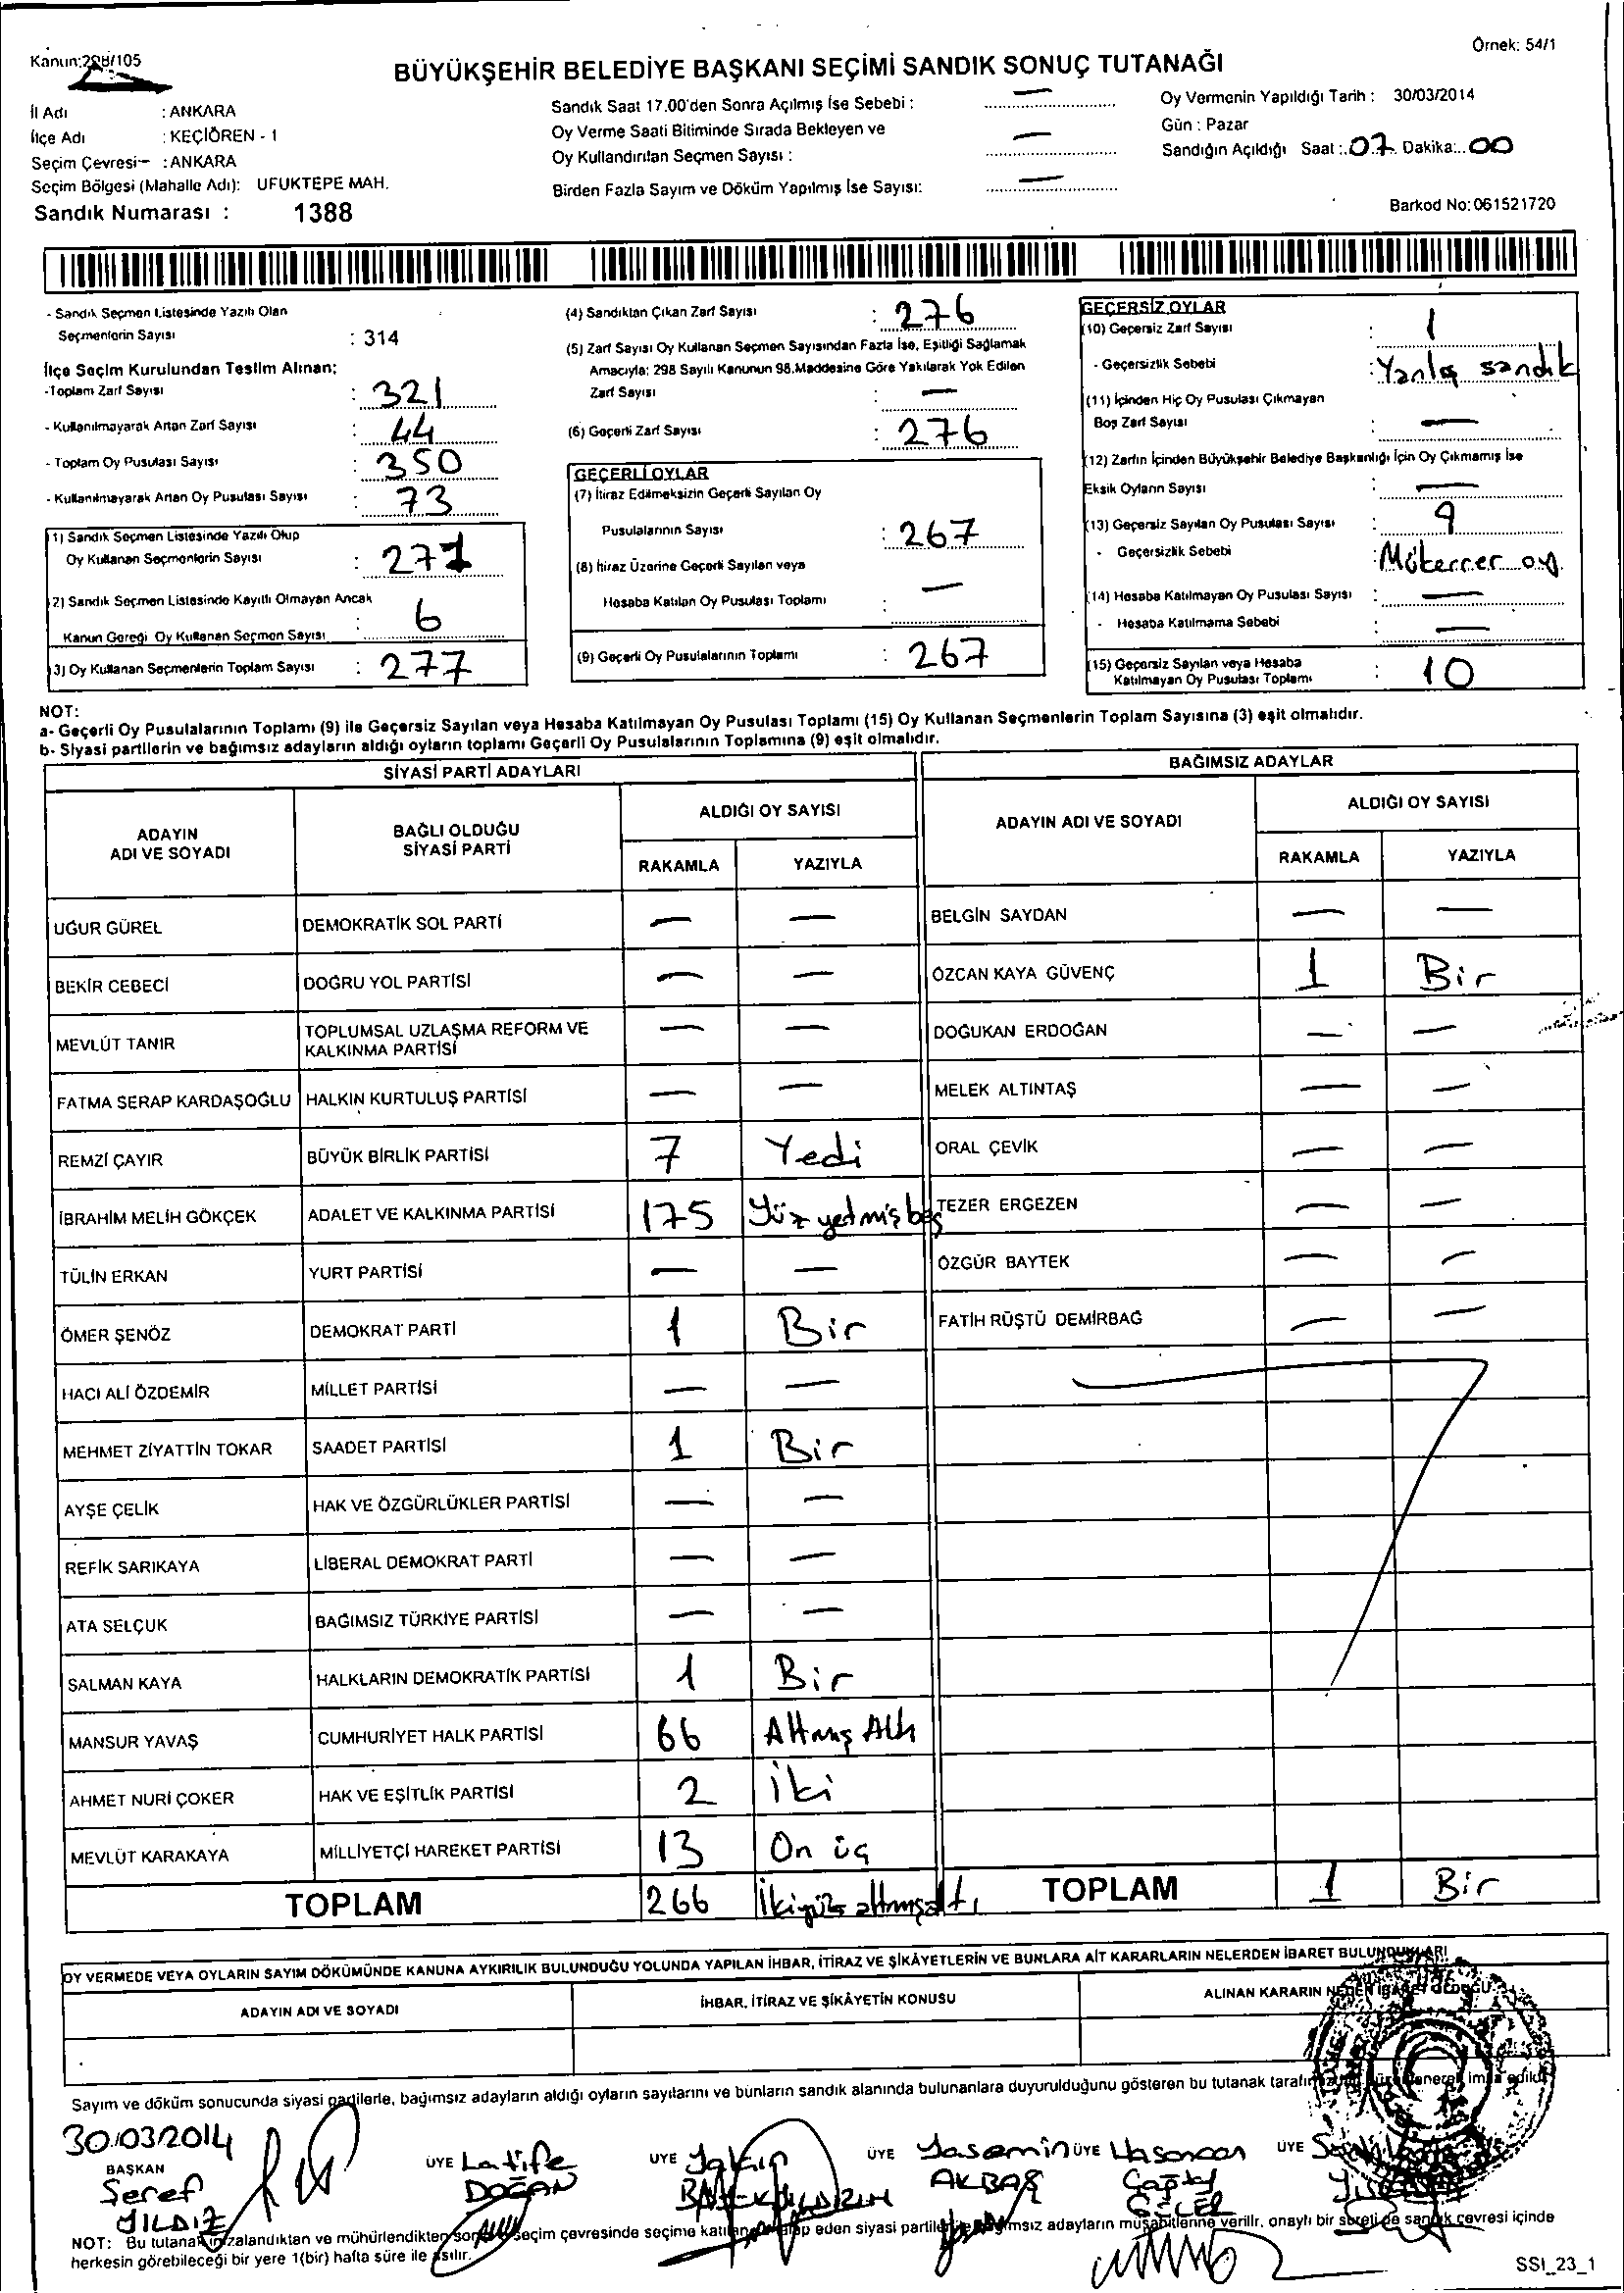 Kanun:298/105
BÜYÜKŞEHİR BELEDİYE BAŞKANI SEÇİMİ SANDIK SONUÇ TUTANAĞI
Örnek: 54/1
İl Adı : ANKARA
İlçe Adı : KEÇİÖREN - 1
Seçim Çevresi : ANKARA
Seçim Bölgesi (Mahalle Adı): UFUKTEPE MAH.
Sandık Numarası : 1388
Sandık Saat 17.00'den Sonra Açılmış İse Sebebi : —
Oy Verme Saati Bitiminde Sırada Bekleyen ve
Oy Kullandırılan Seçmen Sayısı : —
Birden Fazla Sayım ve Döküm Yapılmış İse Sayısı: —
Oy Vermenin Yapıldığı Tarih : 30/03/2014
Gün : Pazar
Sandığın Açıldığı Saat :.07. Dakika:..00
Barkod No:061521720
- Sandık Seçmen Listesinde Yazılı Olan
Seçmenlerin Sayısı : 314
İlçe Seçim Kurulundan Teslim Alınan;
-Toplam Zarf Sayısı : 321
- Kullanılmayarak Artan Zarf Sayısı : 44
- Toplam Oy Pusulası Sayısı : 350
- Kullanılmayarak Artan Oy Pusulası Sayısı : 73
1) Sandık Seçmen Listesinde Yazılı Olup
Oy Kullanan Seçmenlerin Sayısı : 271
2) Sandık Seçmen Listesinde Kayıtlı Olmayan Ancak
Kanun Gereği Oy Kullanan Seçmen Sayısı : 6
3) Oy Kullanan Seçmenlerin Toplam Sayısı : 277
(4) Sandıktan Çıkan Zarf Sayısı : 276
(5) Zarf Sayısı Oy Kullanan Seçmen Sayısından Fazla İse, Eşitliği Sağlamak
Amacıyla; 298 Sayılı Kanunun 98.Maddesine Göre Yakılarak Yok Edilen
Zarf Sayısı : —
(6) Geçerli Zarf Sayısı : 276
GEÇERLİ OYLAR
(7) İtiraz Edilmeksizin Geçerli Sayılan Oy
Pusulalarının Sayısı : 267
(8) İtiraz Üzerine Geçerli Sayılan veya
Hesaba Katılan Oy Pusulası Toplamı : —
(9) Geçerli Oy Pusulalarının Toplamı : 267
GEÇERSİZ OYLAR
(10) Geçersiz Zarf Sayısı : 1
- Geçersizlik Sebebi : Yanlış sandık
(11) İçinden Hiç Oy Pusulası Çıkmayan
Boş Zarf Sayısı : —
(12) Zarfın İçinden Büyükşehir Belediye Başkanlığı İçin Oy Çıkmamış İse
Eksik Oyların Sayısı : —
(13) Geçersiz Sayılan Oy Pusulası Sayısı : 9
- Geçersizlik Sebebi : Mükerrer oy.
(14) Hesaba Katılmayan Oy Pusulası Sayısı : —
- Hesaba Katılmama Sebebi : —
(15) Geçersiz Sayılan veya Hesaba
Katılmayan Oy Pusulası Toplamı : 10
NOT:
a- Geçerli Oy Pusulalarının Toplamı (9) ile Geçersiz Sayılan veya Hesaba Katılmayan Oy Pusulası Toplamı (15) Oy Kullanan Seçmenlerin Toplam Sayısına (3) eşit olmalıdır.
b- Siyasi partilerin ve bağımsız adayların aldığı oyların toplamı Geçerli Oy Pusulalarının Toplamına (9) eşit olmalıdır.
SİYASİ PARTİ ADAYLARI
ADAYIN ADI VE SOYADI BAĞLI OLDUĞU SİYASİ PARTİ ALDIĞI OY SAYISI
RAKAMLA YAZIYLA
UĞUR GÜREL DEMOKRATİK SOL PARTİ — —
BEKİR CEBECİ DOĞRU YOL PARTİSİ — —
MEVLÜT TANIR TOPLUMSAL UZLAŞMA REFORM VE KALKINMA PARTİSİ — —
FATMA SERAP KARDAŞOĞLU HALKIN KURTULUŞ PARTİSİ — —
REMZİ ÇAYIR BÜYÜK BİRLİK PARTİSİ 7 Yedi
İBRAHİM MELİH GÖKÇEK ADALET VE KALKINMA PARTİSİ 175 Yüz yetmiş beş
TÜLİN ERKAN YURT PARTİSİ — —
ÖMER ŞENÖZ DEMOKRAT PARTİ 1 Bir
HACI ALİ ÖZDEMİR MİLLET PARTİSİ — —
MEHMET ZİYATTİN TOKAR SAADET PARTİSİ 1 Bir
AYŞE ÇELİK HAK VE ÖZGÜRLÜKLER PARTİSİ — —
REFİK SARIKAYA LİBERAL DEMOKRAT PARTİ — —
ATA SELÇUK BAĞIMSIZ TÜRKİYE PARTİSİ — —
SALMAN KAYA HALKLARIN DEMOKRATİK PARTİSİ 1 Bir
MANSUR YAVAŞ CUMHURİYET HALK PARTİSİ 66 Altmış Altı
AHMET NURİ ÇOKER HAK VE EŞİTLİK PARTİSİ 2 İki
MEVLÜT KARAKAYA MİLLİYETÇİ HAREKET PARTİSİ 13 On üç
TOPLAM 266 İkiyüz altmışaltı
BAĞIMSIZ ADAYLAR
ADAYIN ADI VE SOYADI ALDIĞI OY SAYISI
RAKAMLA YAZIYLA
BELGİN SAYDAN — —
ÖZCAN KAYA GÜVENÇ 1 Bir
DOĞUKAN ERDOĞAN — —
MELEK ALTINTAŞ — —
ORAL ÇEVİK — —
TEZER ERGEZEN — —
ÖZGÜR BAYTEK — —
FATİH RÜŞTÜ DEMİRBAĞ — —
TOPLAM 1 Bir
OY VERMEDE VEYA OYLARIN SAYIM DÖKÜMÜNDE KANUNA AYKIRILIK BULUNDUĞU YOLUNDA YAPILAN İHBAR, İTİRAZ VE ŞİKÂYETLERİN VE BUNLARA AİT KARARLARIN NELERDEN İBARET BULUNDUKLARI
ADAYIN ADI VE SOYADI İHBAR, İTİRAZ VE ŞİKÂYETİN KONUSU ALINAN KARARIN NEDEN İBARET OLDUĞU
Sayım ve döküm sonucunda siyasi partilerle, bağımsız adayların aldığı oyların sayılarını ve bunların sandık alanında bulunanlara duyurulduğunu gösteren bu tutanak imza edildi
30.03.2014
BAŞKAN
Şeref
YILDIZ
ÜYE Latife
DOĞAN
ÜYE
ÜYE Yasemin
AKBAŞ
ÜYE Hasancan
Çağtay
ÜYE
NOT: Bu tutanak imzalandıktan ve mühürlendikten sonra seçim çevresinde seçime katılan talep eden siyasi partilerle bağımsız adayların müşahitlerine verilir, onaylı bir sureti de sandık çevresi içinde
herkesin görebileceği bir yere 1(bir) hafta süre ile asılır.
SSI_23_1